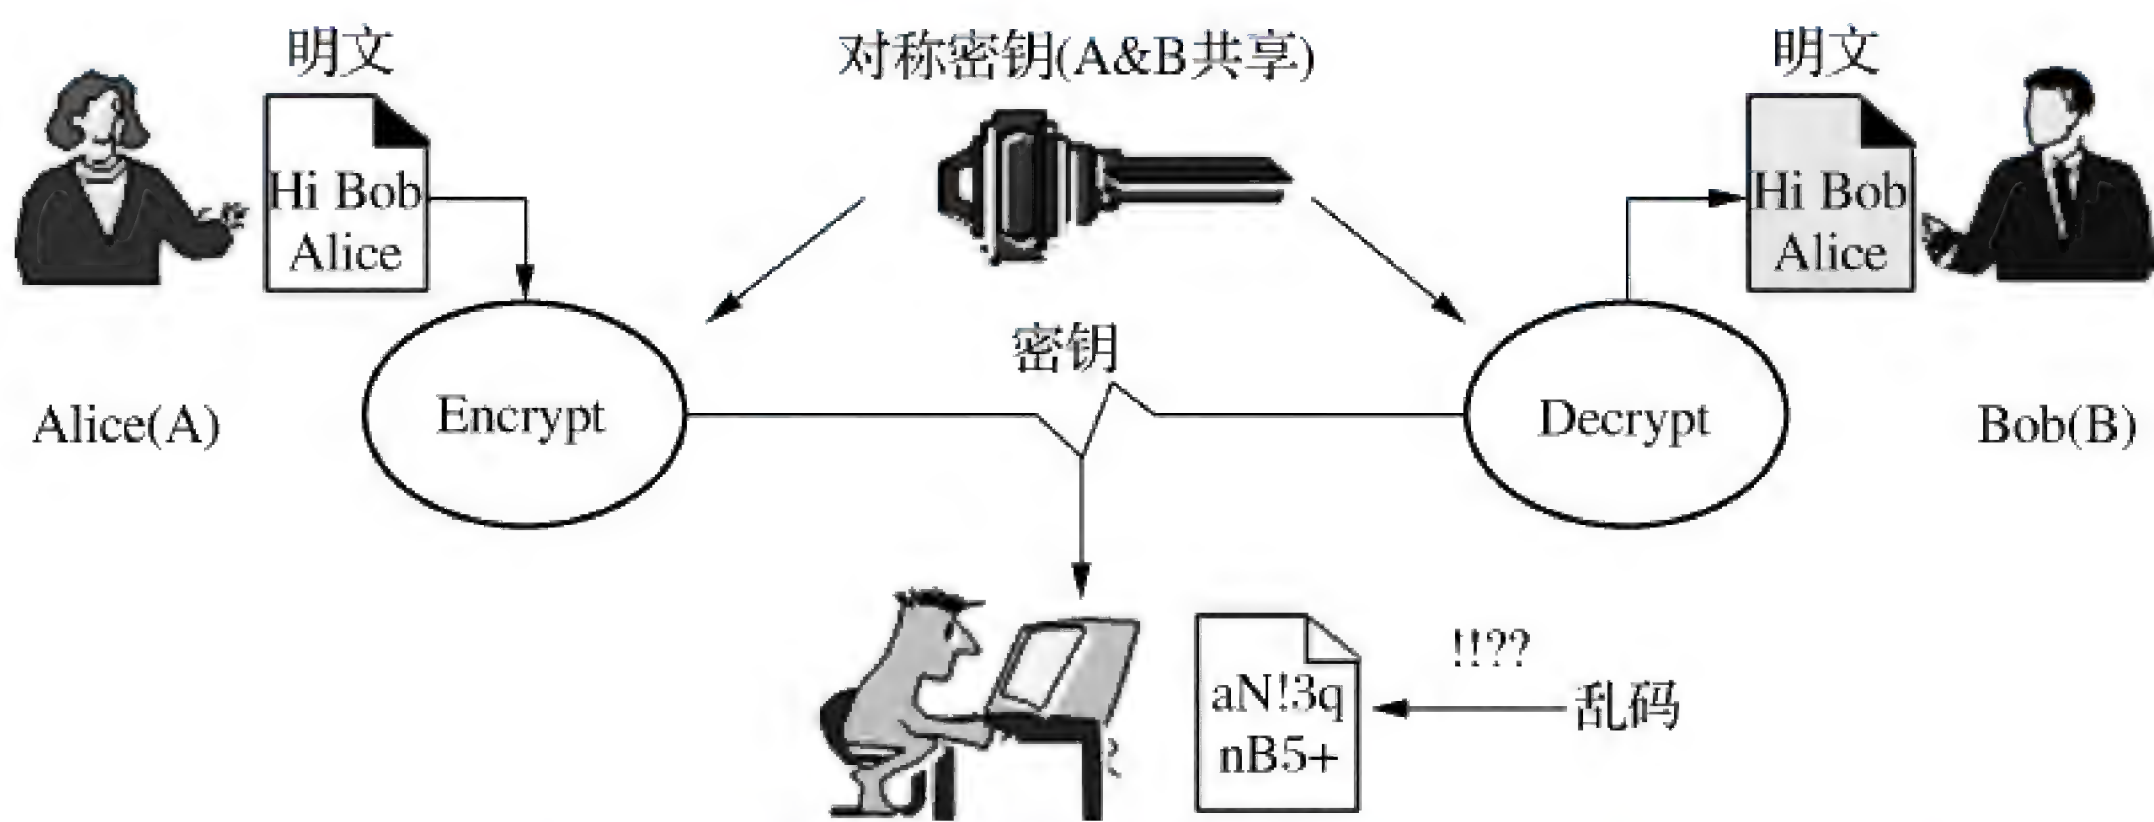 明文
对称密钥(A&B共享)
明文
Hi Bob
Alice
Hi Bob
Alice
密钥
Alice(A)
Encrypt
Decrypt
Bob(B)
!!??
aN!3q
nB5+
乱码